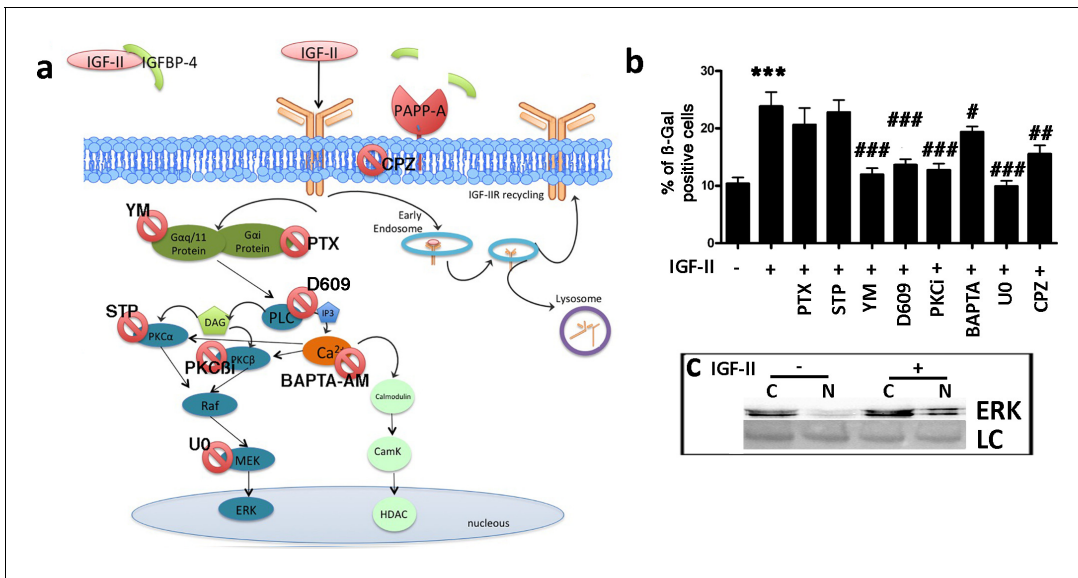 a
IGF-II
IGFBP-4
IGF-II
PAPP-A
CPZ
IGF-IIR recycling
YM
Gαq/11
Protein
Gαi
Protein
PTX
Early
Endosome
D609
STP
DAG
PLC
IP3
Lysosome
PKCα
PKCβi
PKCβ
Ca²⁺
BAPTA-AM
Raf
Calmodulin
U0
MEK
CamK
ERK
HDAC
nucleous
b
% of ß-Gal
positive cells
30
20
10
0
***
###
###
###
#
###
##
IGF-II
- + + + + + + + + +
PTX
STP
YM
D609
PKCi
BAPTA
U0
CPZ
c
IGF-II
- +
C N C N
ERK
LC